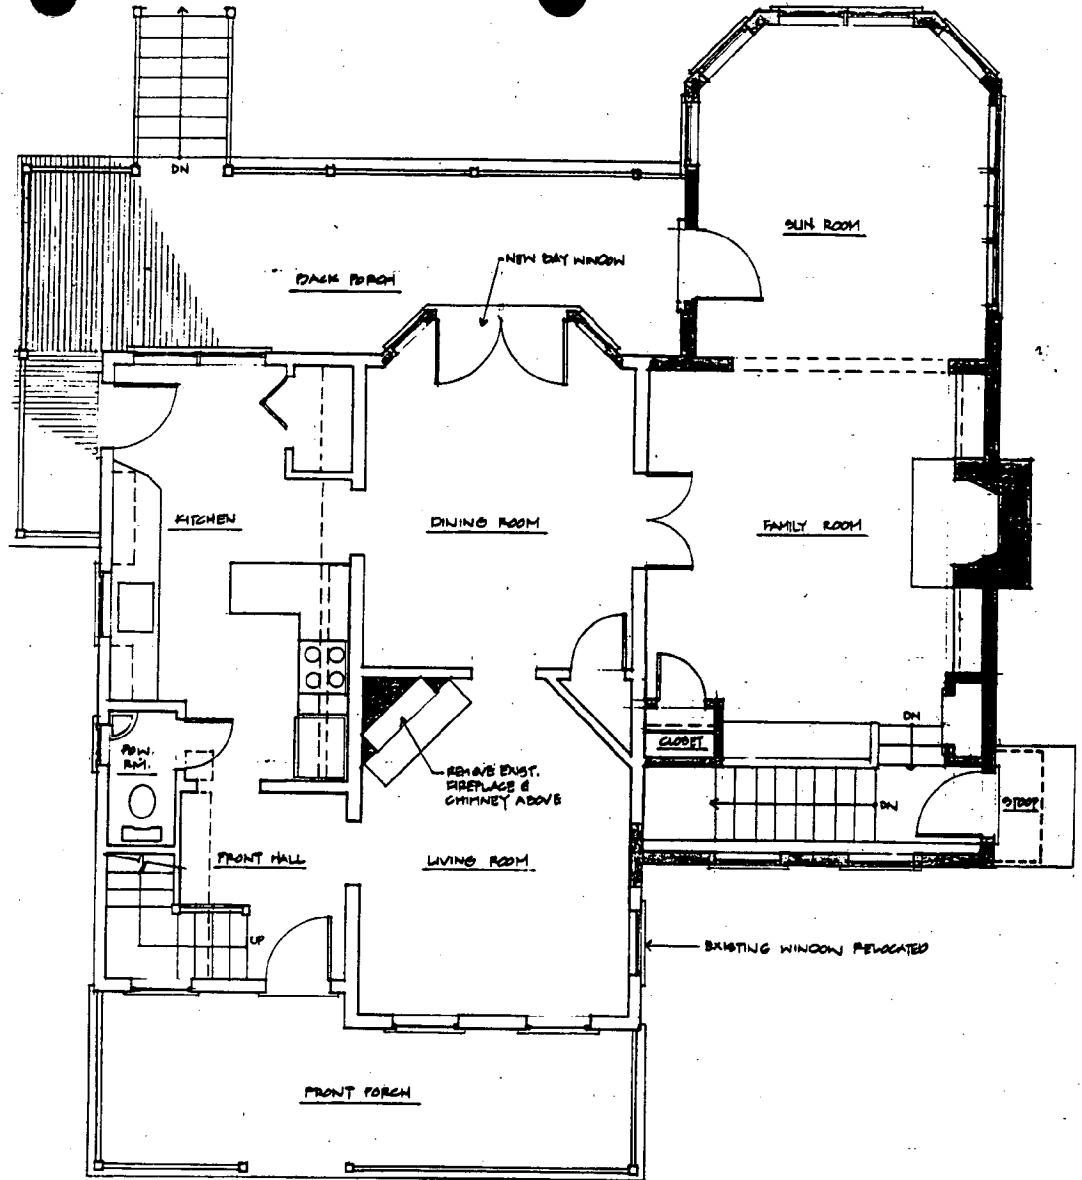 DN
SUN ROOM
NEW BAY WINDOW
BACK PORCH
KITCHEN
DINING ROOM
FAMILY ROOM
DN
POW.
RM.
CLOSET
REMOVE EXIST.
FIREPLACE &
CHIMNEY ABOVE
DN
STOOP
FRONT HALL
LIVING ROOM
UP
EXISTING WINDOW RELOCATED
FRONT PORCH